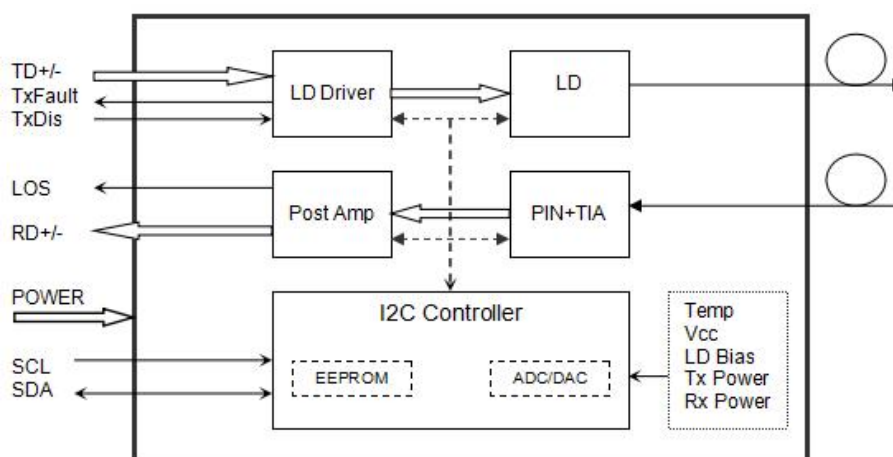 TD+/-
TxFault
TxDis
LD Driver
LD
LOS
RD+/-
Post Amp
PIN+TIA
POWER
SCL
SDA
I2C Controller
EEPROM
ADC/DAC
Temp
Vcc
LD Bias
Tx Power
Rx Power